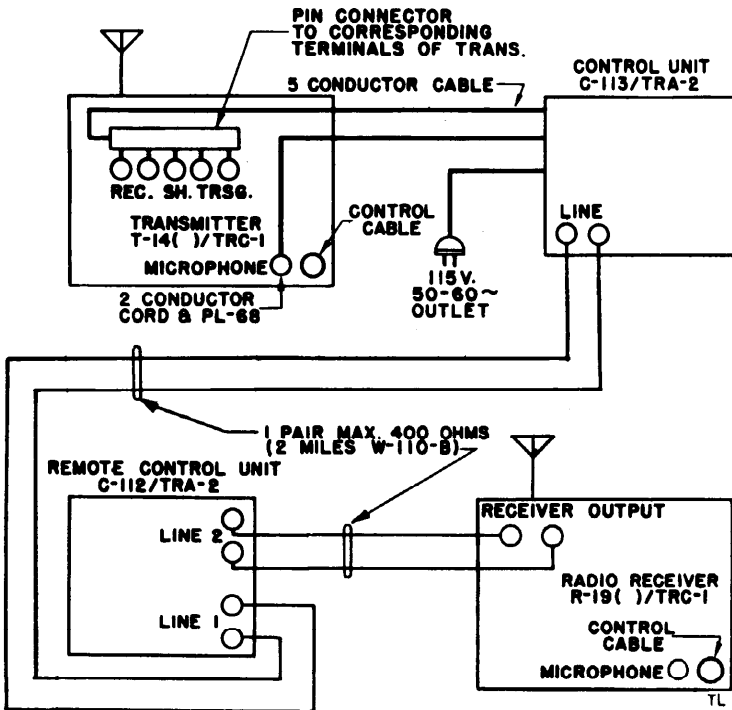 PIN CONNECTOR
TO CORRESPONDING
TERMINALS OF TRANS.
5 CONDUCTOR CABLE
CONTROL UNIT
C-113/TRA-2
REC. SH. TRSG.
TRANSMITTER
T-14( )/TRC-1
CONTROL
CABLE
MICROPHONE
2 CONDUCTOR
CORD & PL-68
LINE
115V.
50-60~
OUTLET
1 PAIR MAX. 400 OHMS
(2 MILES W-110-B)
REMOTE CONTROL UNIT
C-112/TRA-2
LINE 2
LINE 1
RECEIVER OUTPUT
RADIO RECEIVER
R-19( )/TRC-1
CONTROL
CABLE
MICROPHONE
TL